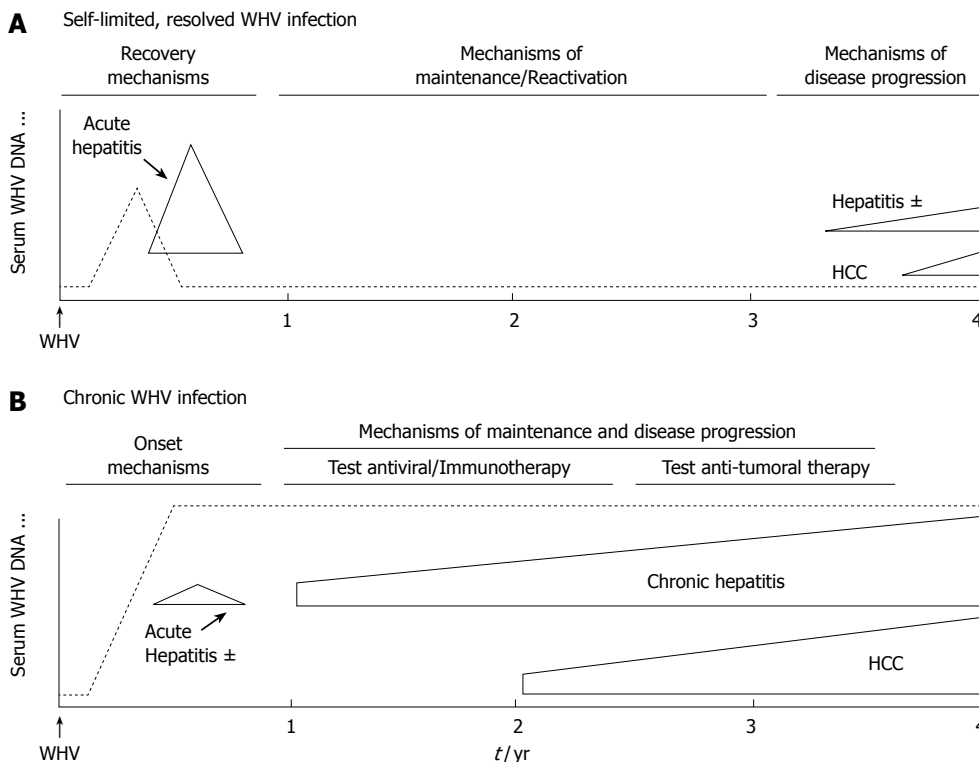 A
Self-limited, resolved WHV infection
Recovery
mechanisms
Mechanisms of
maintenance/Reactivation
Mechanisms of
disease progression
Serum WHV DNA ...
Acute
hepatitis
Hepatitis ±
HCC
1
2
3
4
WHV
B
Chronic WHV infection
Onset
mechanisms
Mechanisms of maintenance and disease progression
Test antiviral/Immunotherapy
Test anti-tumoral therapy
Serum WHV DNA ...
Chronic hepatitis
Acute
Hepatitis ±
HCC
1
2
3
4
WHV
t/yr